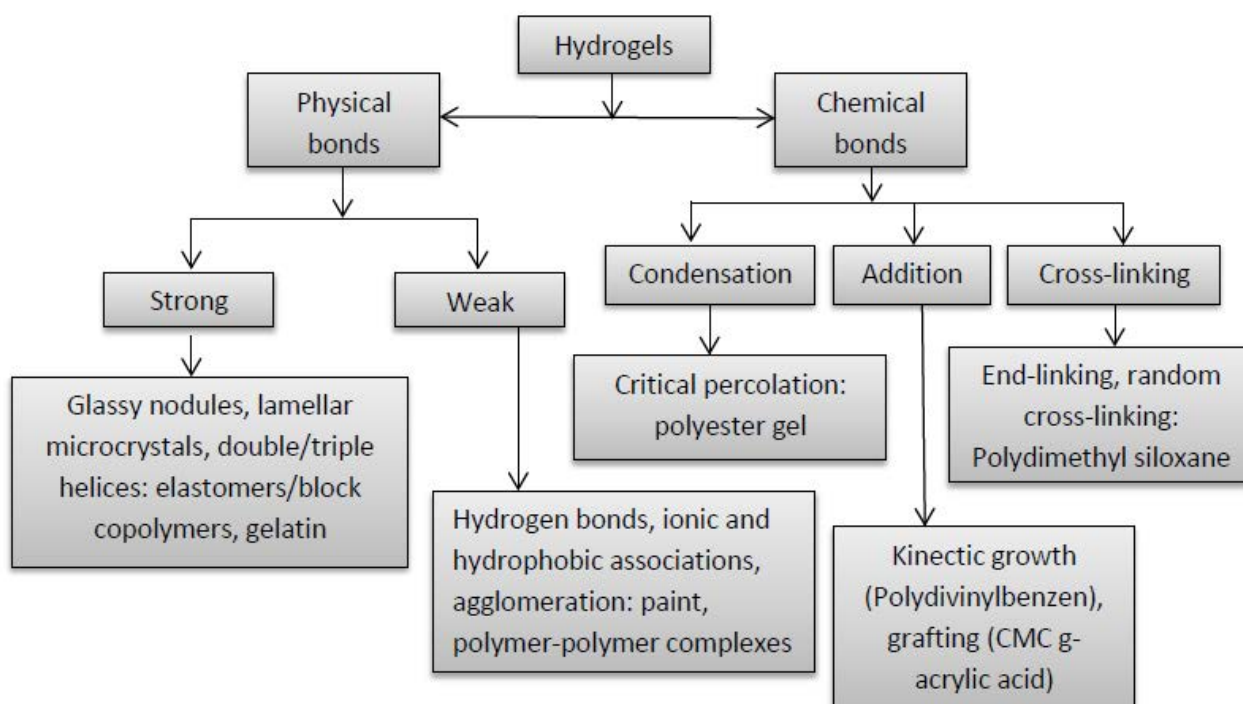 Hydrogels
Physical
bonds
Chemical
bonds
Strong
Weak
Condensation
Addition
Cross-linking
Glassy nodules, lamellar
microcrystals, double/triple
helices: elastomers/block
copolymers, gelatin
Hydrogen bonds, ionic and
hydrophobic associations,
agglomeration: paint,
polymer-polymer complexes
Critical percolation:
polyester gel
Kinectic growth
(Polydivinylbenzen),
grafting (CMC g-
acrylic acid)
End-linking, random
cross-linking:
Polydimethyl siloxane